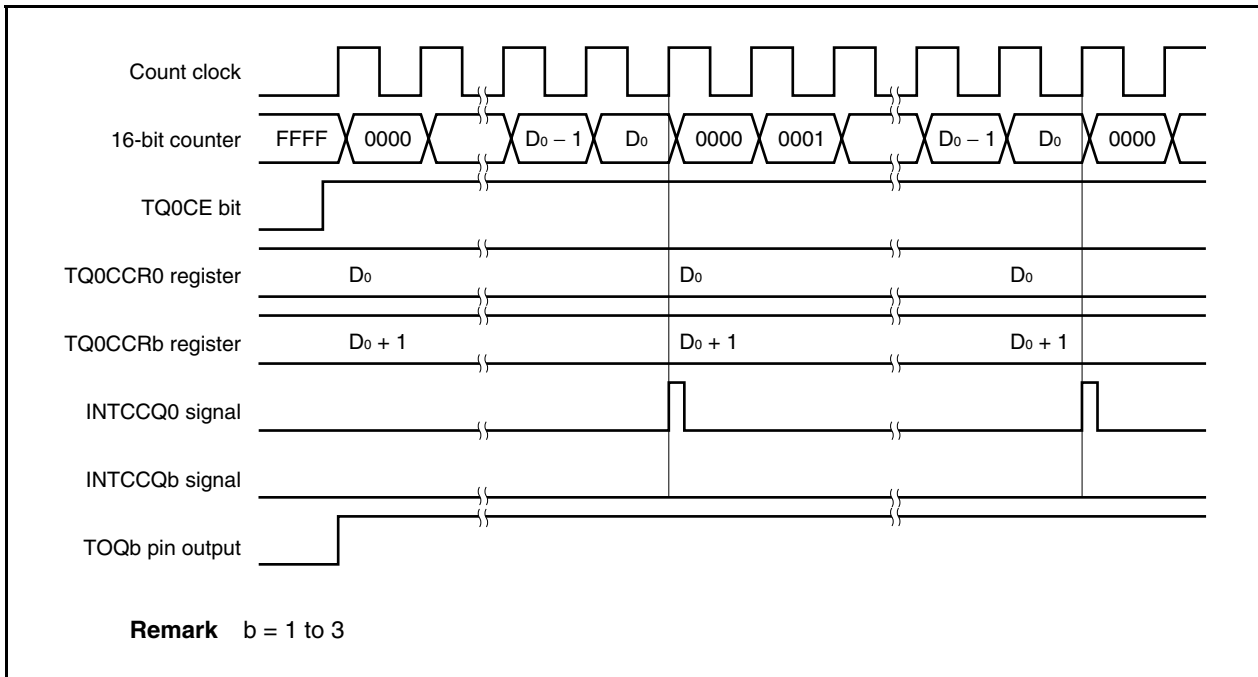 Count clock
16-bit counter FFFF 0000 D₀ − 1 D₀ 0000 0001 D₀ − 1 D₀ 0000
TQ0CE bit
TQ0CCR0 register D₀ D₀ D₀
TQ0CCRb register D₀ + 1 D₀ + 1 D₀ + 1
INTCCQ0 signal
INTCCQb signal
TOQb pin output
Remark b = 1 to 3